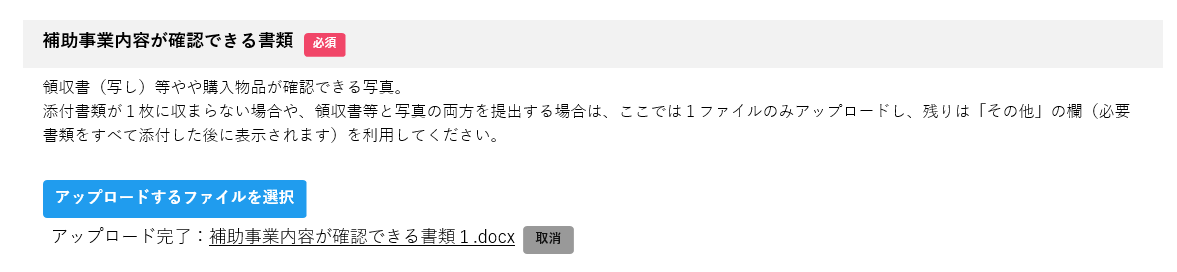 補助事業内容が確認できる書類 必須
領収書（写し）等やや購入物品が確認できる写真。
添付書類が１枚に収まらない場合や、領収書等と写真の両方を提出する場合は、ここでは１ファイルのみアップロードし、残りは「その他」の欄（必要
書類をすべて添付した後に表示されます）を利用してください。
アップロードするファイルを選択
アップロード完了：補助事業内容が確認できる書類１.docx 取消